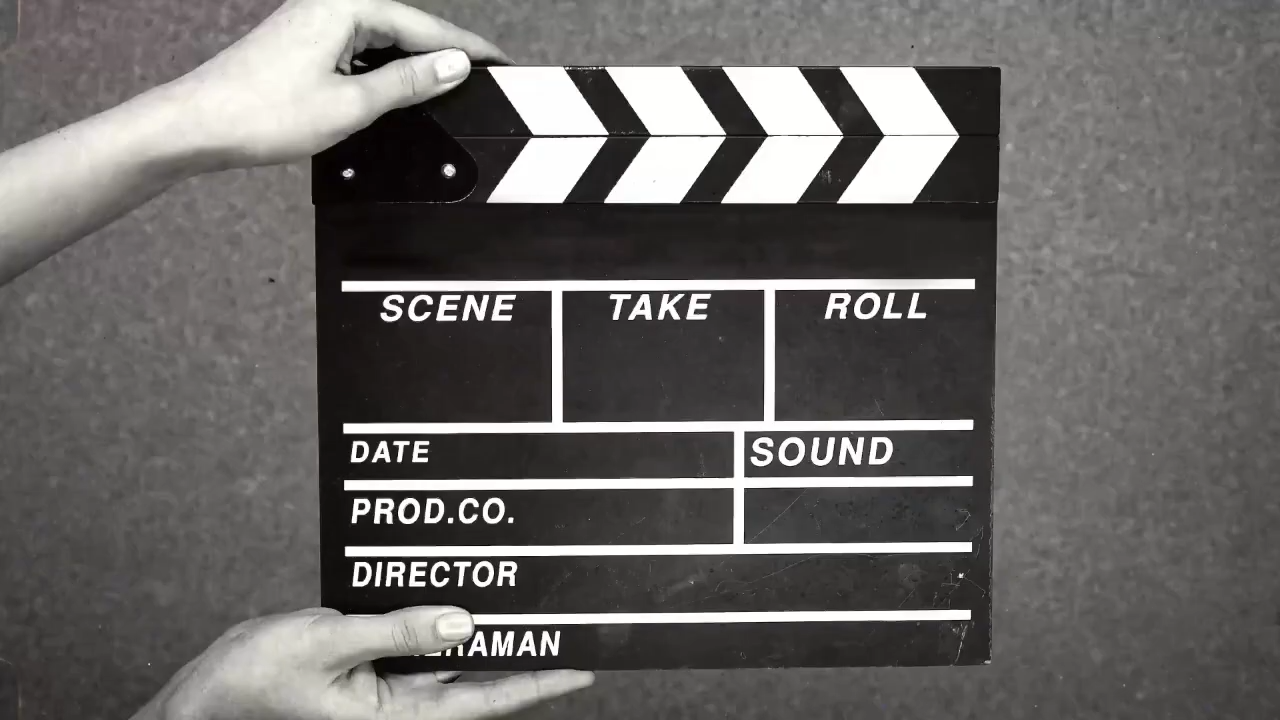 SCENE TAKE ROLL
DATE SOUND
PROD.CO.
DIRECTOR